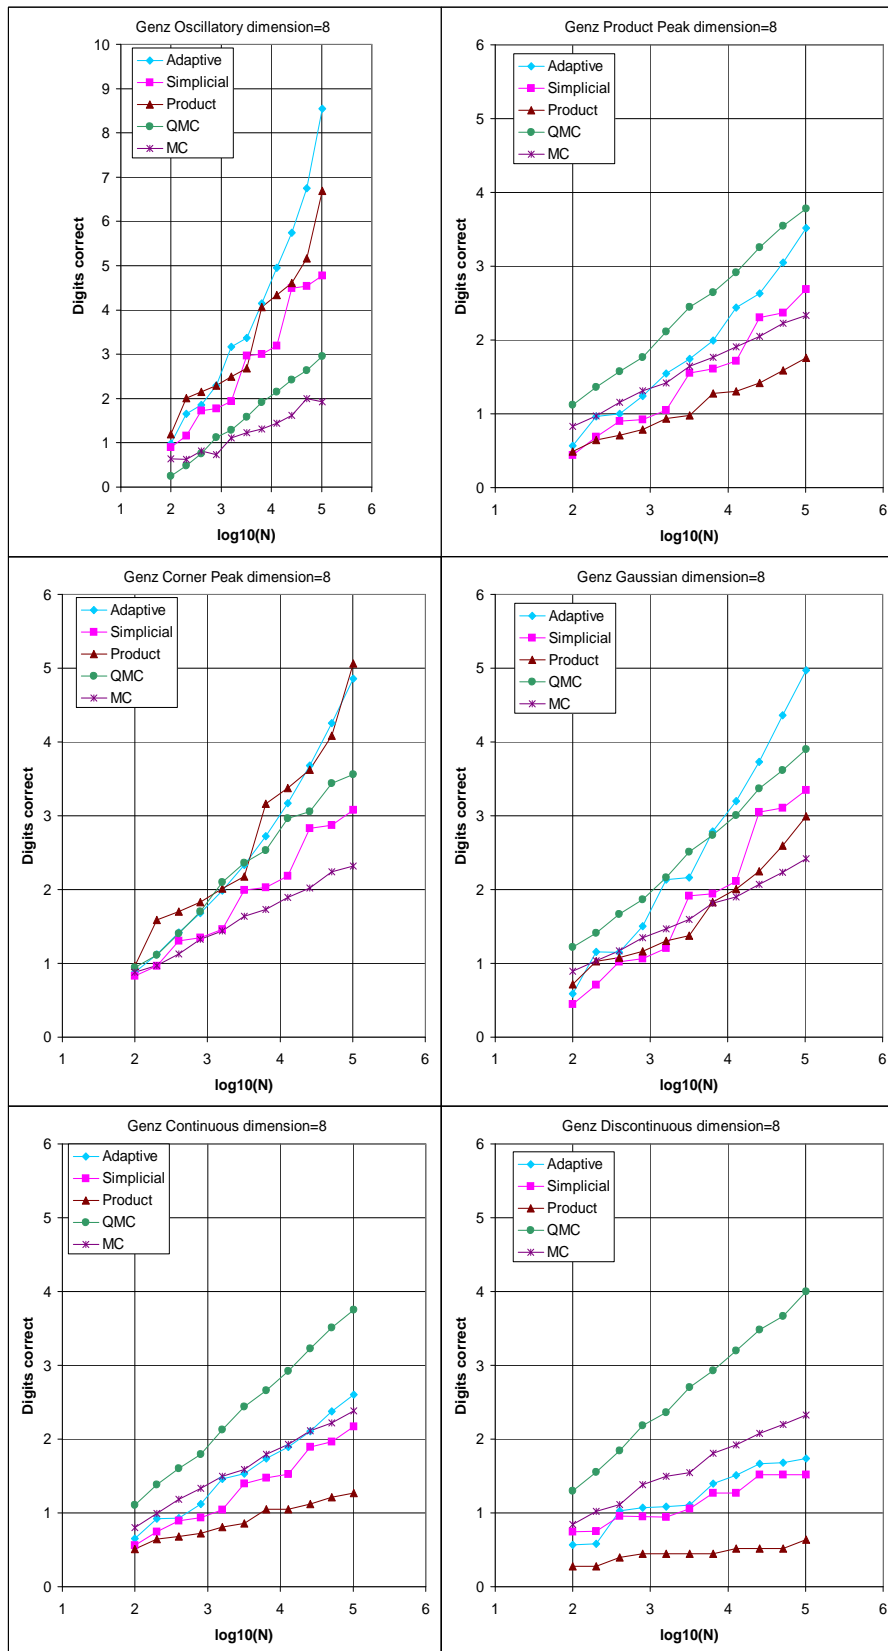 Genz Oscillatory dimension=8
10
9
8
7
6
5
4
3
2
1
0
Digits correct
Adaptive
Simplicial
Product
QMC
MC
1 2 3 4 5 6
log10(N)
Genz Product Peak dimension=8
6
5
4
3
2
1
0
Digits correct
Adaptive
Simplicial
Product
QMC
MC
1 2 3 4 5 6
log10(N)
Genz Corner Peak dimension=8
6
5
4
3
2
1
0
Digits correct
Adaptive
Simplicial
Product
QMC
MC
1 2 3 4 5 6
log10(N)
Genz Gaussian dimension=8
6
5
4
3
2
1
0
Digits correct
Adaptive
Simplicial
Product
QMC
MC
1 2 3 4 5 6
log10(N)
Genz Continuous dimension=8
6
5
4
3
2
1
0
Digits correct
Adaptive
Simplicial
Product
QMC
MC
1 2 3 4 5 6
log10(N)
Genz Discontinuous dimension=8
6
5
4
3
2
1
0
Digits correct
Adaptive
Simplicial
Product
QMC
MC
1 2 3 4 5 6
log10(N)